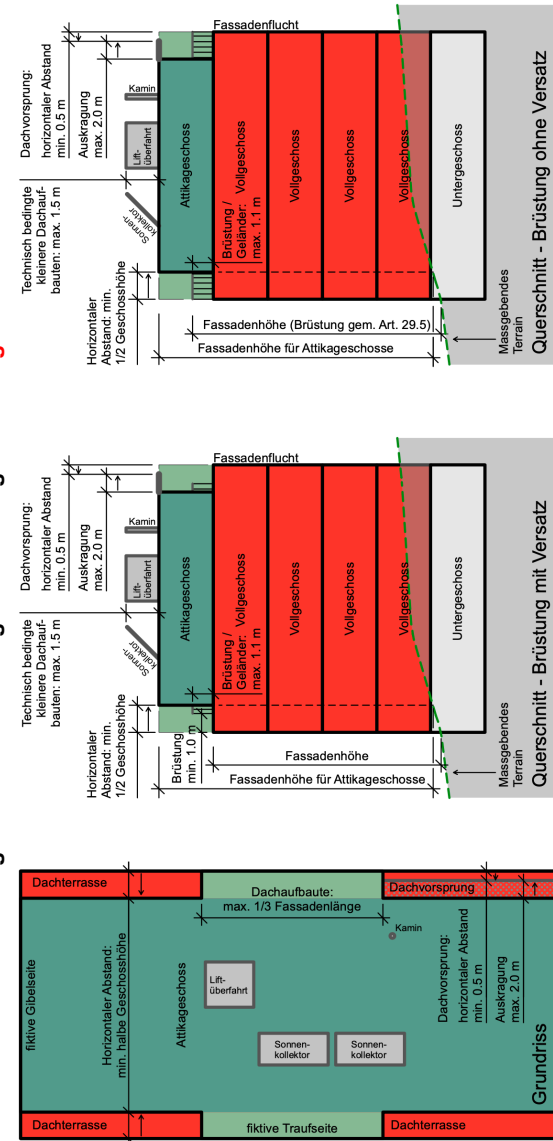 Dachvorsprung:
horizontaler Abstand
min. 0.5 m
Auskragung
max. 2.0 m
Technisch bedingte
kleinere Dachauf-
bauten: max. 1.5 m
Fassadenflucht
Kamin
Lift-
überfahrt
Sonnen-
kollektor
Attikageschoss
Brüstung /
Geländer:
max. 1.1 m
Vollgeschoss
Vollgeschoss
Vollgeschoss
Vollgeschoss
Untergeschoss
Horizontaler
Abstand: min.
1/2 Geschosshöhe
Fassadenhöhe (Brüstung gem. Art. 29.5)
Fassadenhöhe für Attikageschosse
Massgebendes
Terrain
Querschnitt - Brüstung ohne Versatz
Dachvorsprung:
horizontaler Abstand
min. 0.5 m
Auskragung
max. 2.0 m
Technisch bedingte
kleinere Dachauf-
bauten: max. 1.5 m
Fassadenflucht
Kamin
Lift-
überfahrt
Sonnen-
kollektor
Attikageschoss
Brüstung /
Geländer:
max. 1.1 m
Vollgeschoss
Vollgeschoss
Vollgeschoss
Vollgeschoss
Untergeschoss
Horizontaler
Abstand: min.
1/2 Geschosshöhe
Brüstung
min. 1.0 m
Fassadenhöhe
Fassadenhöhe für Attikageschosse
Massgebendes
Terrain
Querschnitt - Brüstung mit Versatz
Dachterrasse
Dachaufbaute:
max. 1/3 Fassadenlänge
Dachvorsprung
fiktive Gibelseite
Horizontaler Abstand:
min. halbe Geschosshöhe
Attikageschoss
Lift-
überfahrt
Kamin
Sonnen-
kollektor
Sonnen-
kollektor
Dachvorsprung:
horizontaler Abstand
min. 0.5 m
Auskragung
max. 2.0 m
Dachterrasse
fiktive Traufseite
Dachterrasse
Grundriss